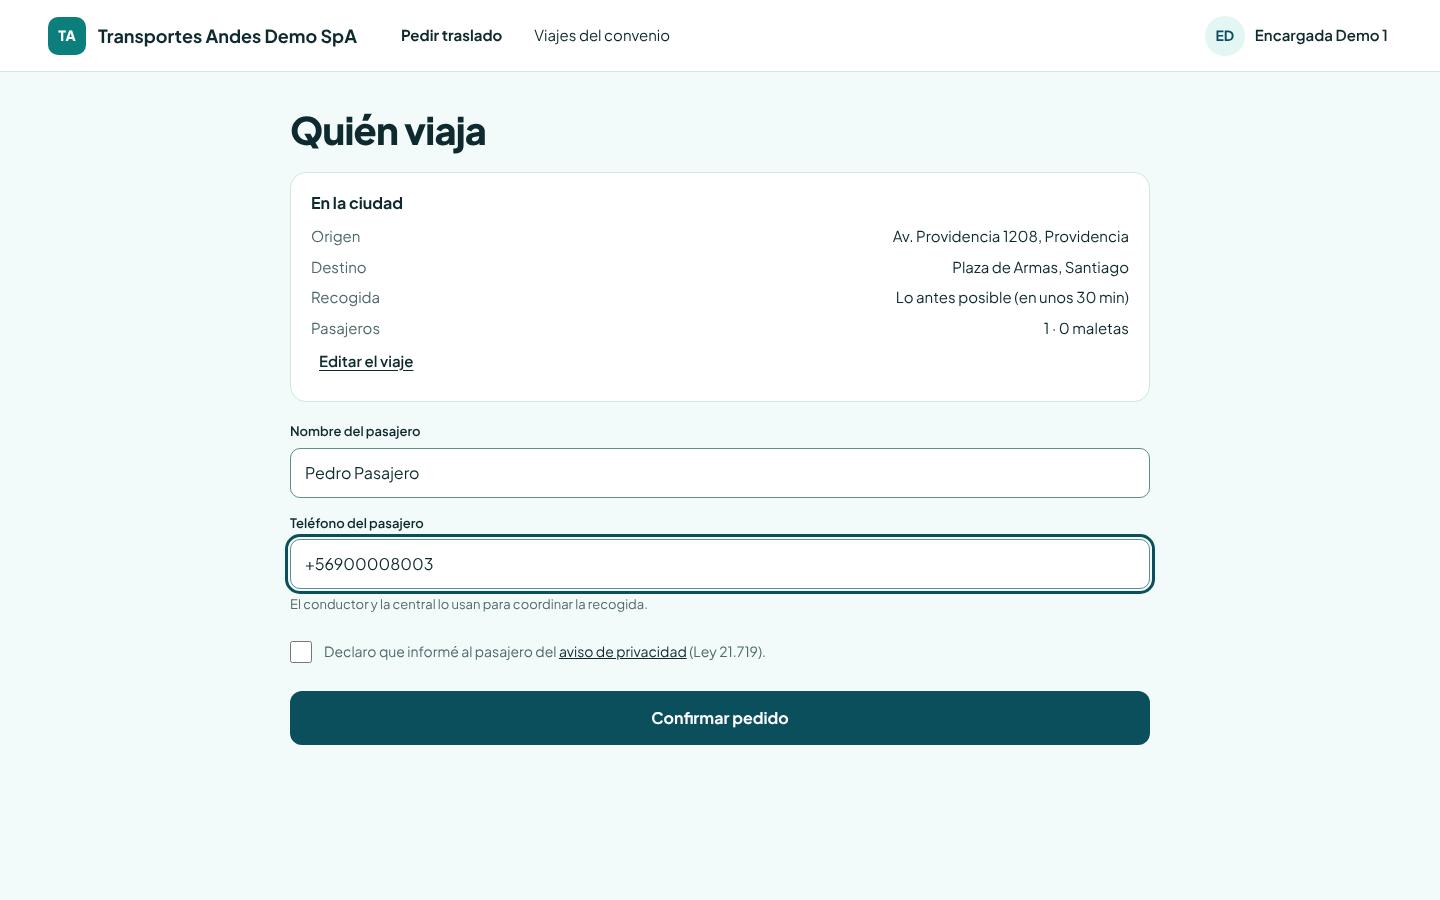 TA Transportes Andes Demo SpA Pedir traslado Viajes del convenio ED Encargada Demo 1
Quién viaja
En la ciudad
Origen Av. Providencia 1208, Providencia
Destino Plaza de Armas, Santiago
Recogida Lo antes posible (en unos 30 min)
Pasajeros 1 · 0 maletas
Editar el viaje
Nombre del pasajero
Pedro Pasajero
Teléfono del pasajero
+56900008003
El conductor y la central lo usan para coordinar la recogida.
Declaro que informé al pasajero del aviso de privacidad (Ley 21.719).
Confirmar pedido